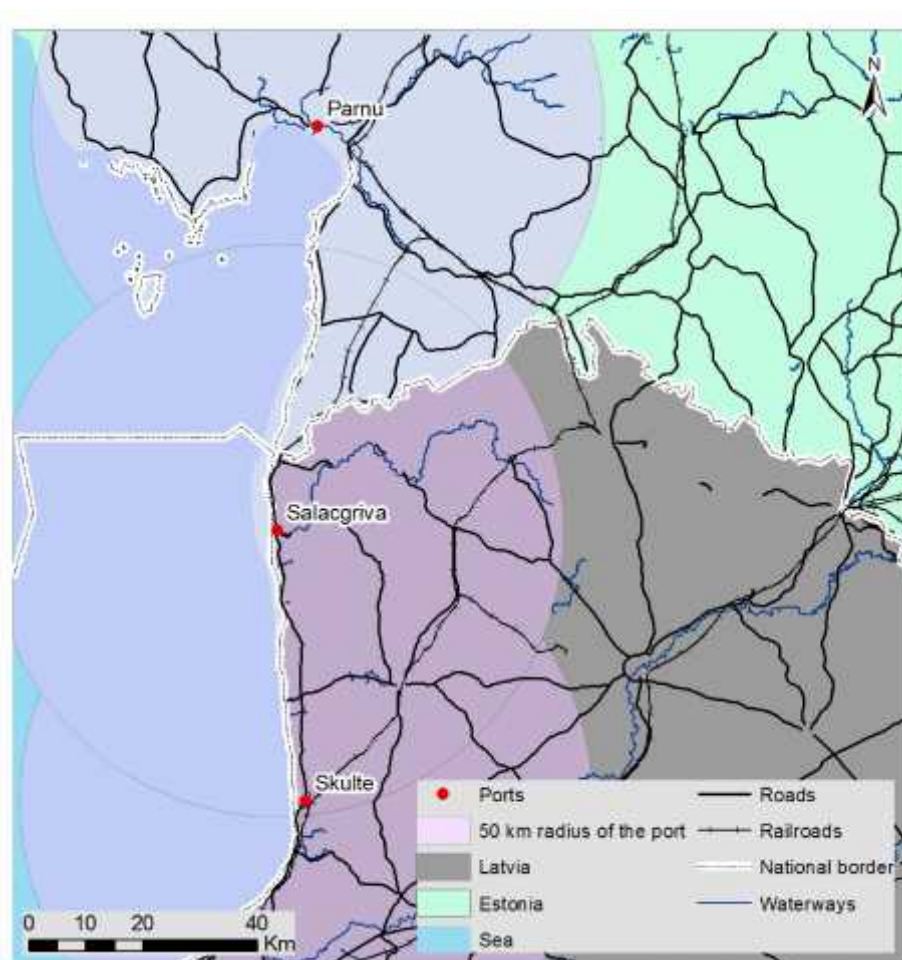 N
Parnu
Salacgriva
Skulte
Ports
Roads
50 km radius of the port
Railroads
Latvia
National border
Estonia
Waterways
Sea
0 10 20 40
Km